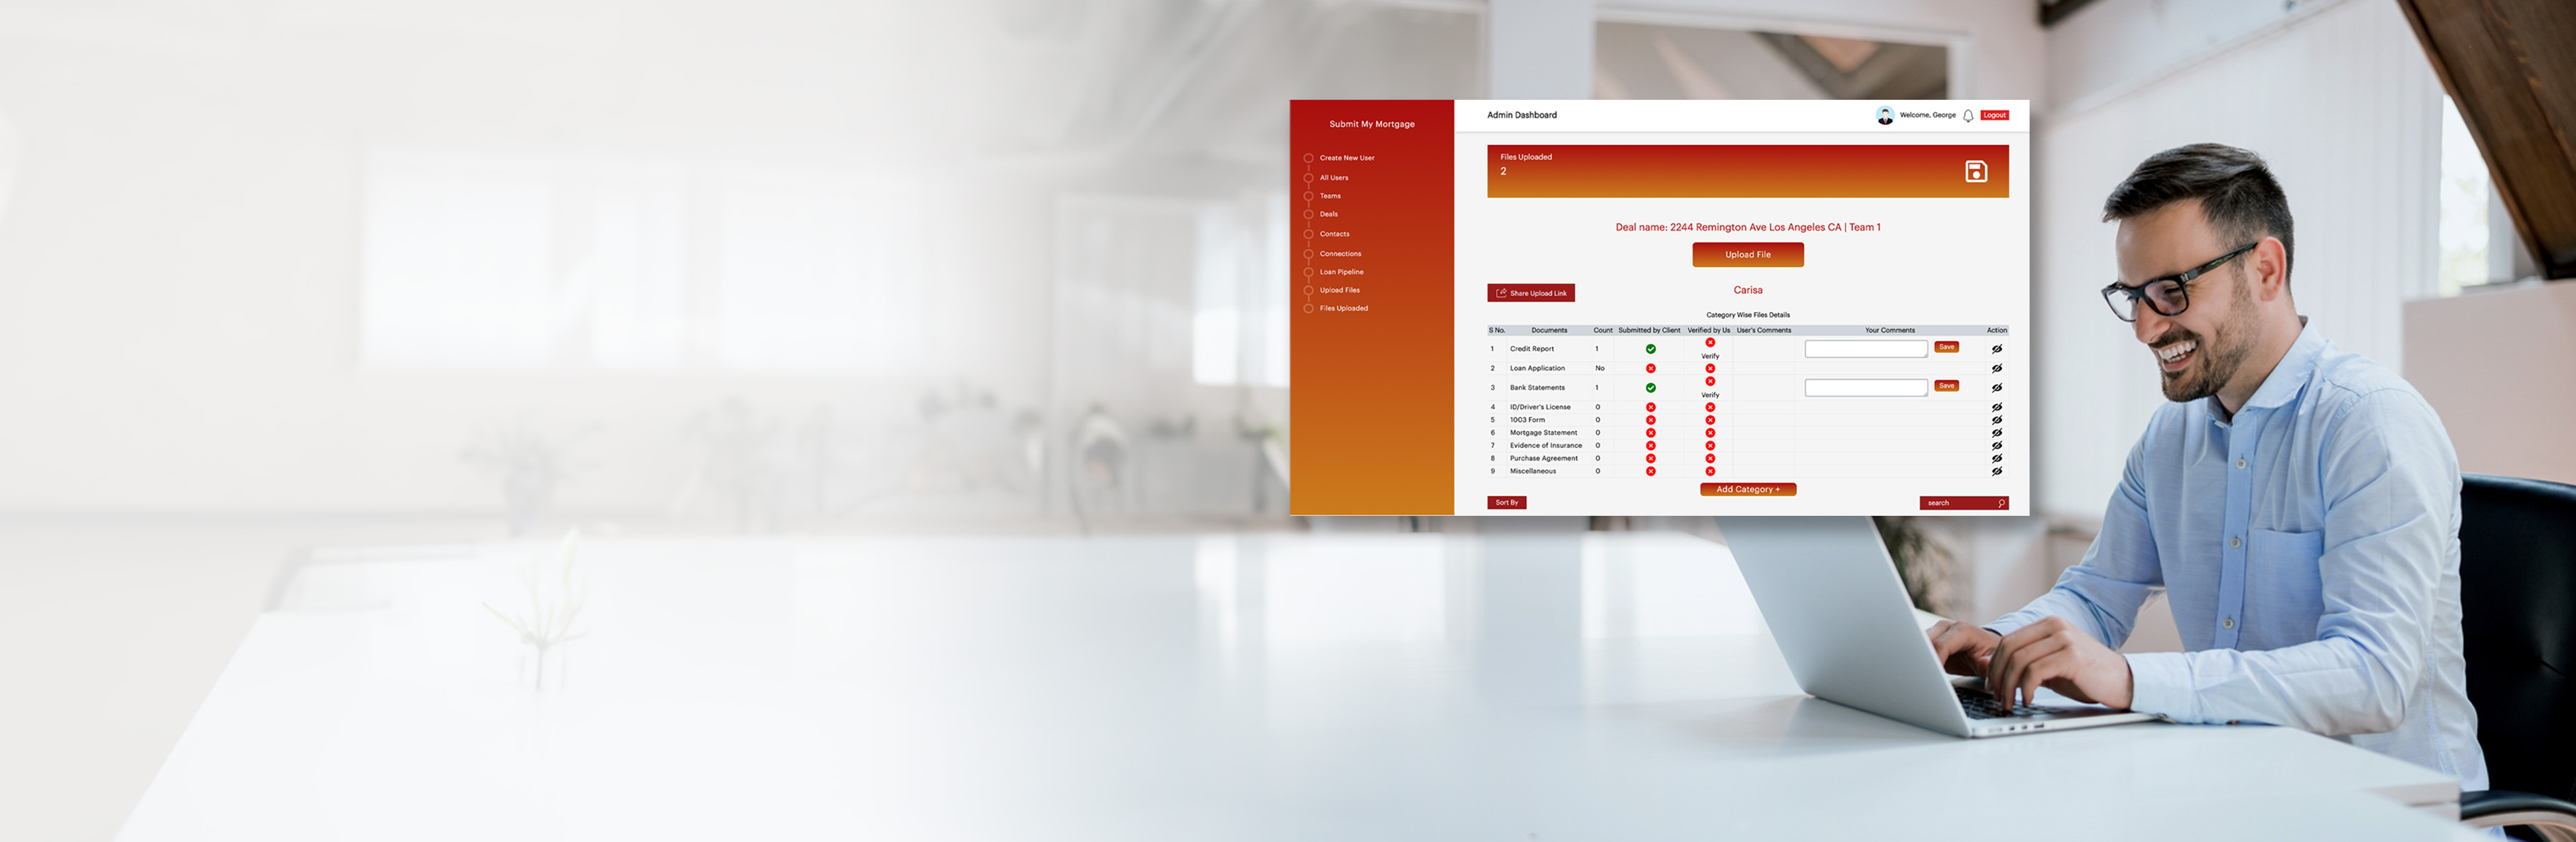 Submit My Mortgage
Create New User
All Users
Teams
Deals
Contacts
Connections
Loan Pipeline
Upload Files
Files Uploaded
Admin Dashboard
Welcome, George
Logout
Files Uploaded
2
Deal name: 2244 Remington Ave Los Angeles CA | Team 1
Upload File
Share Upload Link
Carisa
Category Wise Files Details
S No. Documents Count Submitted by Client Verified by Us User's Comments Your Comments Action
1 Credit Report 1 Verify Save
2 Loan Application No
3 Bank Statements 1 Verify Save
4 ID/Driver's License 0
5 1003 Form 0
6 Mortgage Statement 0
7 Evidence of Insurance 0
8 Purchase Agreement 0
9 Miscellaneous 0
Add Category +
Sort By
search